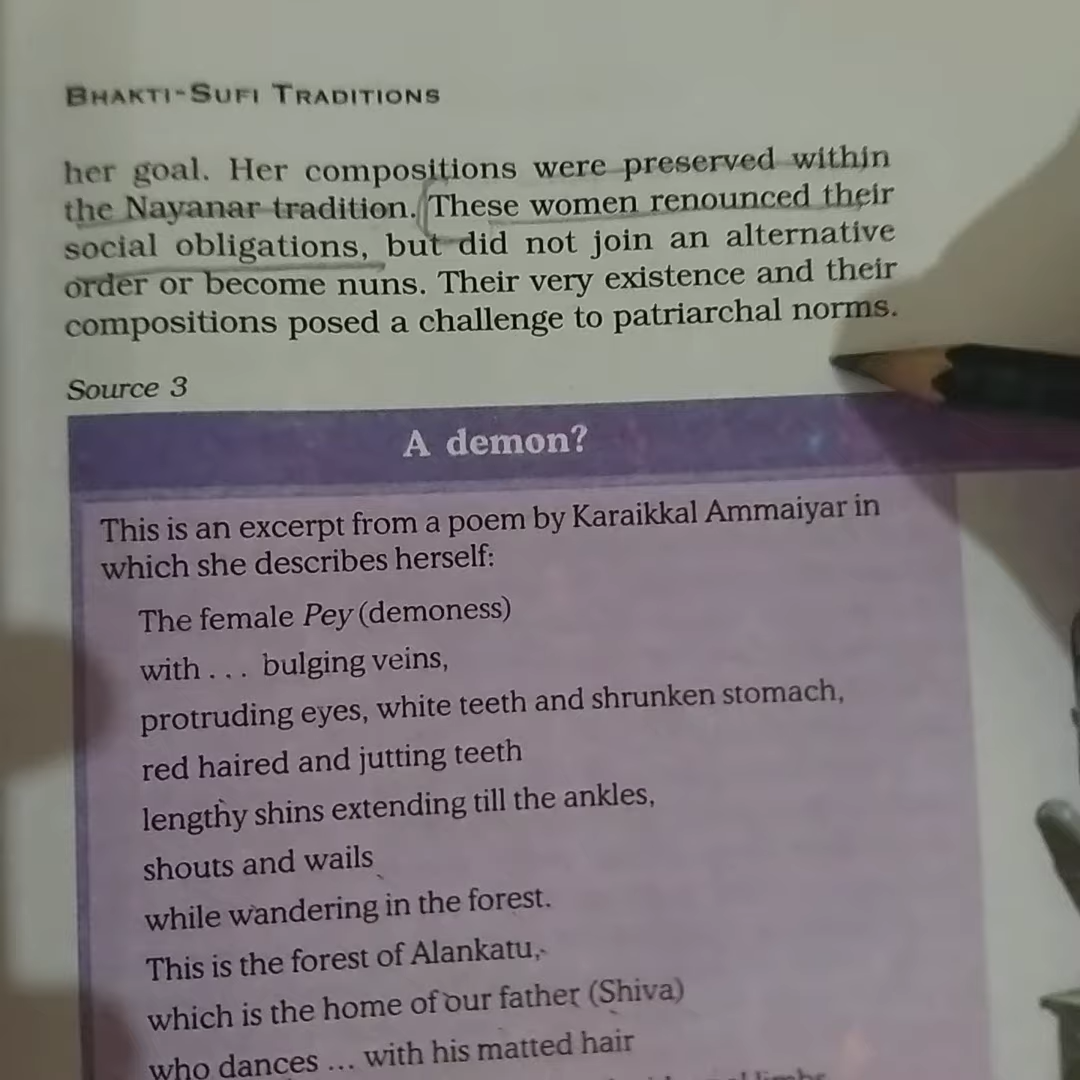 BHAKTI-SUFI TRADITIONS
her goal. Her compositions were preserved within
the Nayanar tradition. These women renounced their
social obligations, but did not join an alternative
order or become nuns. Their very existence and their
compositions posed a challenge to patriarchal norms.
Source 3
A demon?
This is an excerpt from a poem by Karaikkal Ammaiyar in
which she describes herself:
The female Pey (demoness)
with . . . bulging veins,
protruding eyes, white teeth and shrunken stomach,
red haired and jutting teeth
lengthy shins extending till the ankles,
shouts and wails
while wandering in the forest.
This is the forest of Alankatu,
which is the home of our father (Shiva)
who dances ... with his matted hair